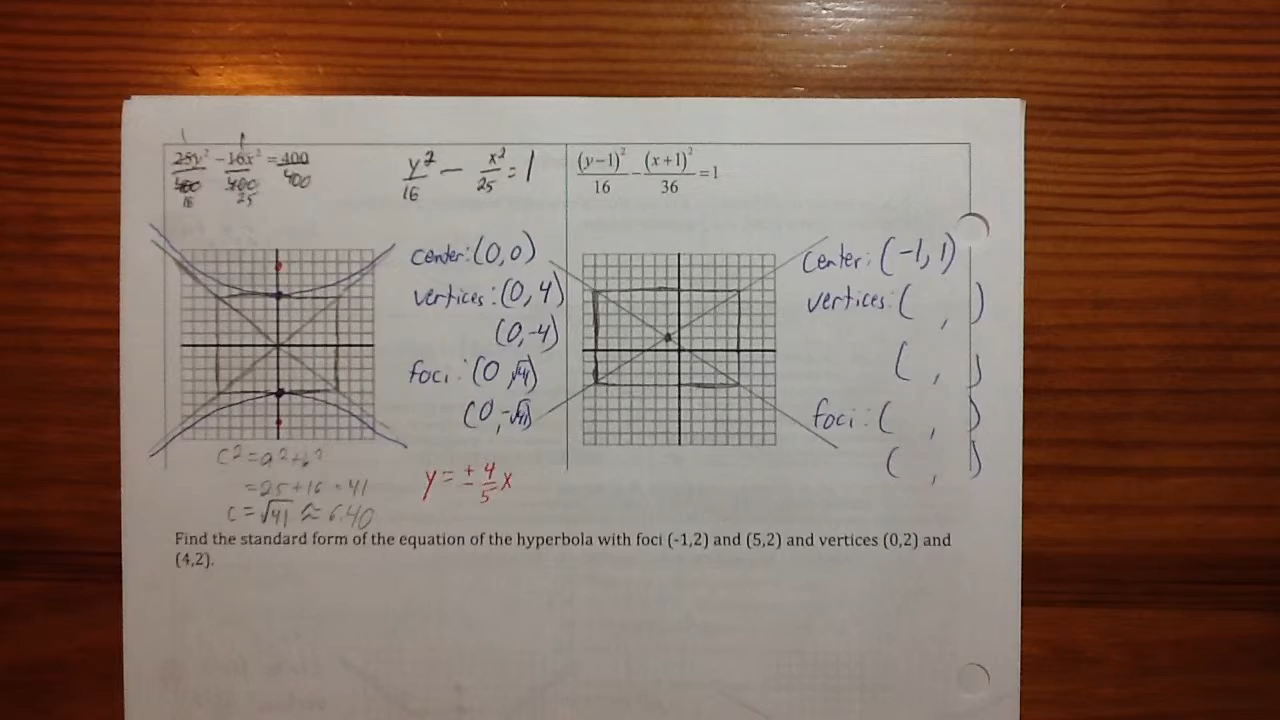 25y² - 16x² = 400
400 400 400
16 25
y²/16 - x²/25 = 1
center: (0,0)
vertices: (0, 4)
(0,-4)
foci: (0, √41)
(0, -√41)
c² = a² + b²
= 25 + 16 = 41
c = √41 ≈ 6.40
y = ± 4/5 x
(y-1)²/16 - (x+1)²/36 = 1
center: (-1, 1)
vertices: ( , )
( , )
foci: ( , )
( , )
Find the standard form of the equation of the hyperbola with foci (-1,2) and (5,2) and vertices (0,2) and
(4,2).